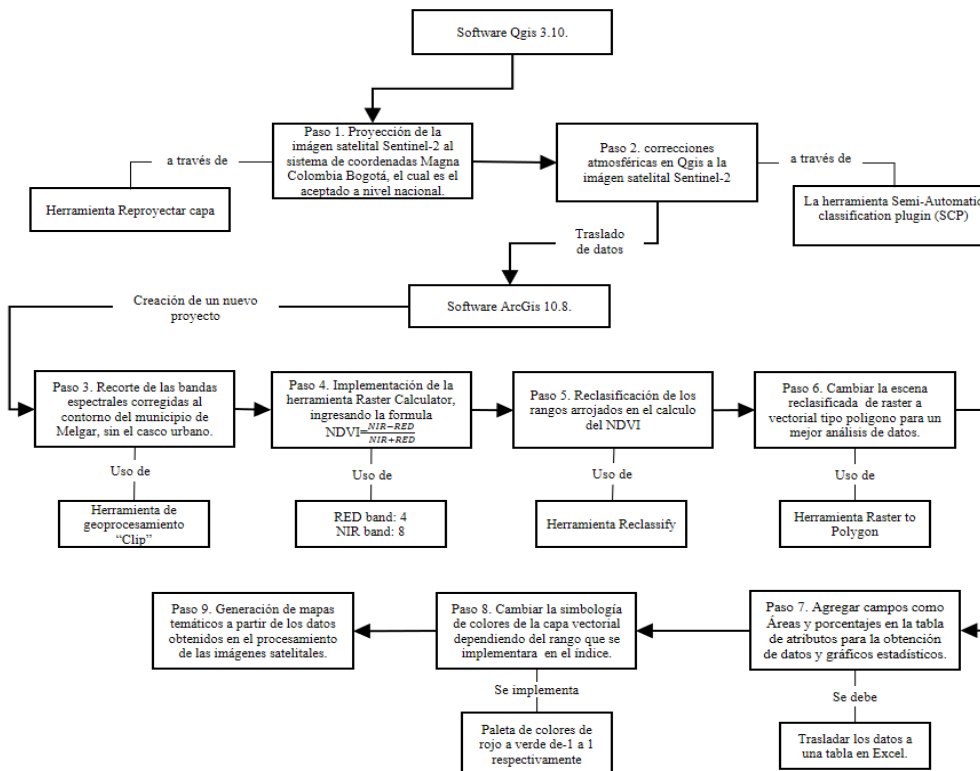 Software Qgis 3.10.
Paso 1. Proyección de la
imágen satelital Sentinel-2 al
sistema de coordenadas Magna
Colombia Bogotá, el cual es el
aceptado a nivel nacional.
a través de
Herramienta Reproyectar capa
Paso 2. correcciones
atmosféricas en Qgis a la
imágen satelital Sentinel-2
a través de
La herramienta Semi-Automatic
classification plugin (SCP)
Traslado
de datos
Software ArcGis 10.8.
Creación de un nuevo
proyecto
Paso 3. Recorte de las bandas
espectrales corregidas al
contorno del municipio de
Melgar, sin el casco urbano.
Uso de
Herramienta de
geoprocesamiento
“Clip”
Paso 4. Implementación de la
herramienta Raster Calculator,
ingresando la formula
NDVI=\frac{NIR-RED}{NIR+RED}
Uso de
RED band: 4
NIR band: 8
Paso 5. Reclasificación de los
rangos arrojados en el calculo
del NDVI
Uso de
Herramienta Reclassify
Paso 6. Cambiar la escena
reclasificada de raster a
vectorial tipo polígono para un
mejor análisis de datos.
Uso de
Herramienta Raster to
Polygon
Paso 7. Agregar campos como
Áreas y porcentajes en la tabla
de atributos para la obtención
de datos y gráficos estadísticos.
Se debe
Trasladar los datos a
una tabla en Excel.
Paso 8. Cambiar la simbología
de colores de la capa vectorial
dependiendo del rango que se
implementara en el índice.
Se implementa
Paleta de colores de
rojo a verde de-1 a 1
respectivamente
Paso 9. Generación de mapas
temáticos a partir de los datos
obtenidos en el procesamiento
de las imágenes satelitales.